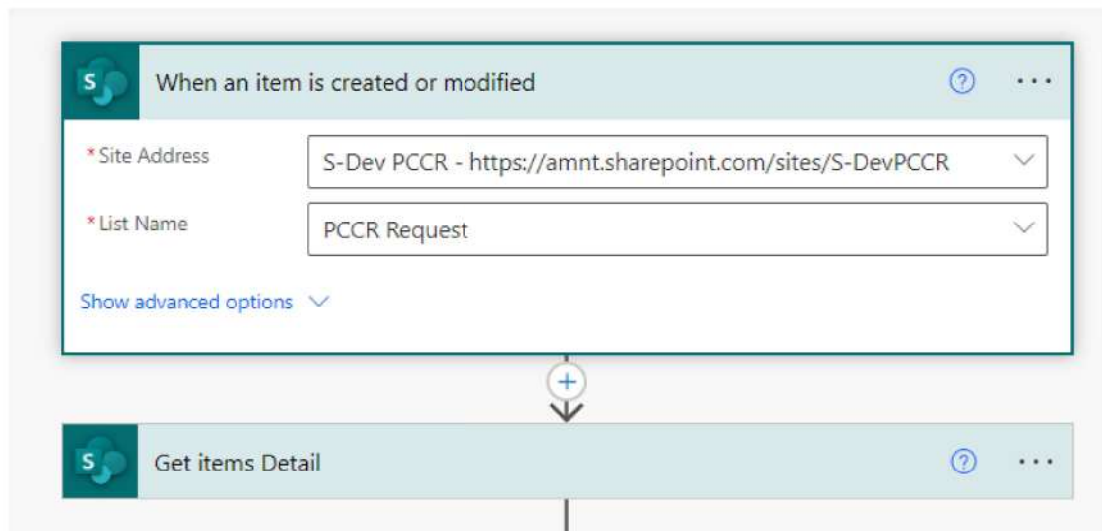 When an item is created or modified
* Site Address
S-Dev PCCR - https://amnt.sharepoint.com/sites/S-DevPCCR
* List Name
PCCR Request
Show advanced options
Get items Detail